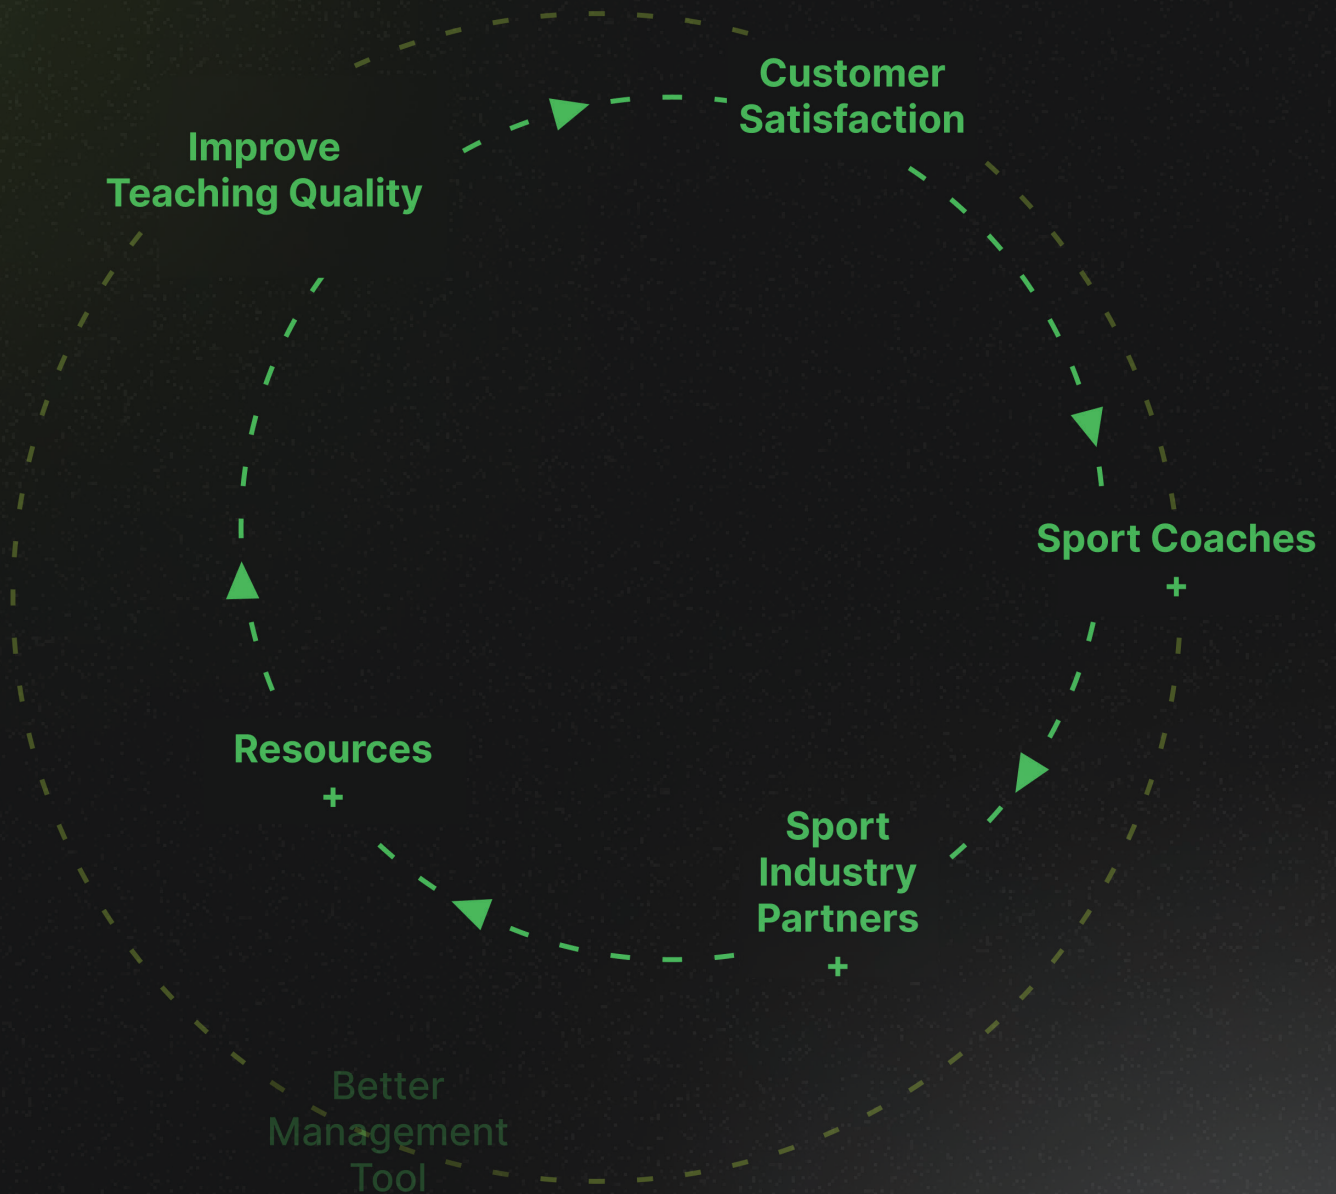 Customer
Satisfaction
Improve
Teaching Quality
Sport Coaches
+
Resources
+
Sport
Industry
Partners
+
Better
Management
Tool